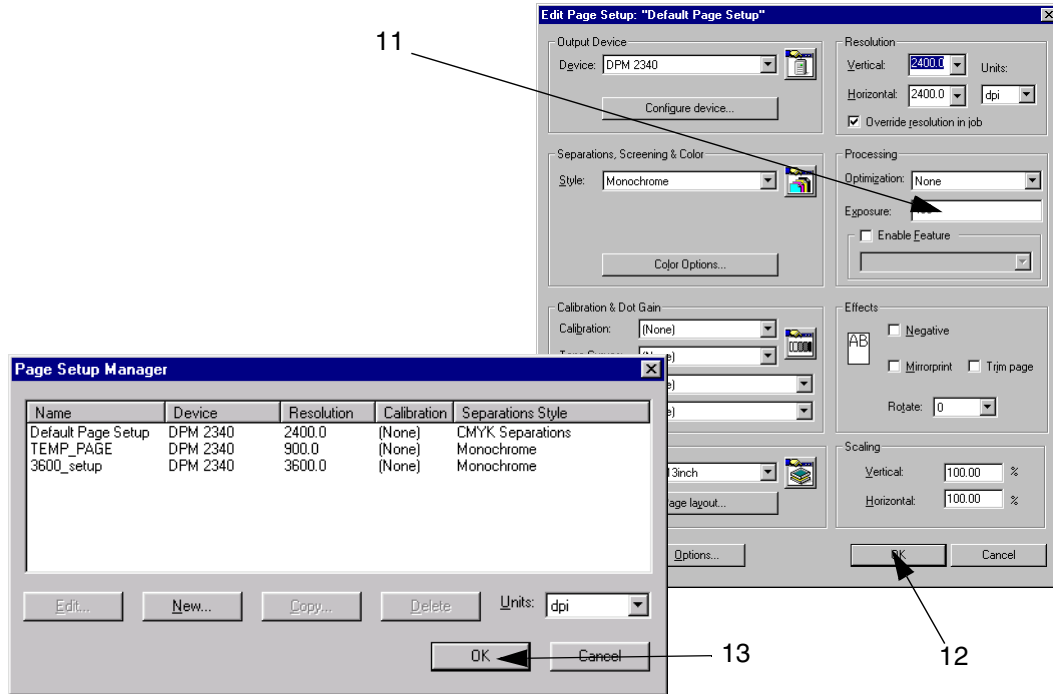 Edit Page Setup: "Default Page Setup"
11
Output Device
Device: DPM 2340
Configure device...
Resolution
Vertical: 2400.0 Units:
Horizontal: 2400.0 dpi
Override resolution in job
Separations, Screening & Color
Style: Monochrome
Color Options...
Processing
Optimization: None
Exposure:
Enable Feature
Calibration & Dot Gain
Calibration: (None)
Effects
AB
Negative
Mirrorprint Trim page
Rotate: 0
13inch
Page layout...
Scaling
Vertical: 100.00 %
Horizontal: 100.00 %
Options...
OK Cancel
12
Page Setup Manager
Name Device Resolution Calibration Separations Style
Default Page Setup DPM 2340 2400.0 (None) CMYK Separations
TEMP_PAGE DPM 2340 900.0 (None) Monochrome
3600_setup DPM 2340 3600.0 (None) Monochrome
Edit... New... Copy... Delete Units: dpi
OK Cancel
13